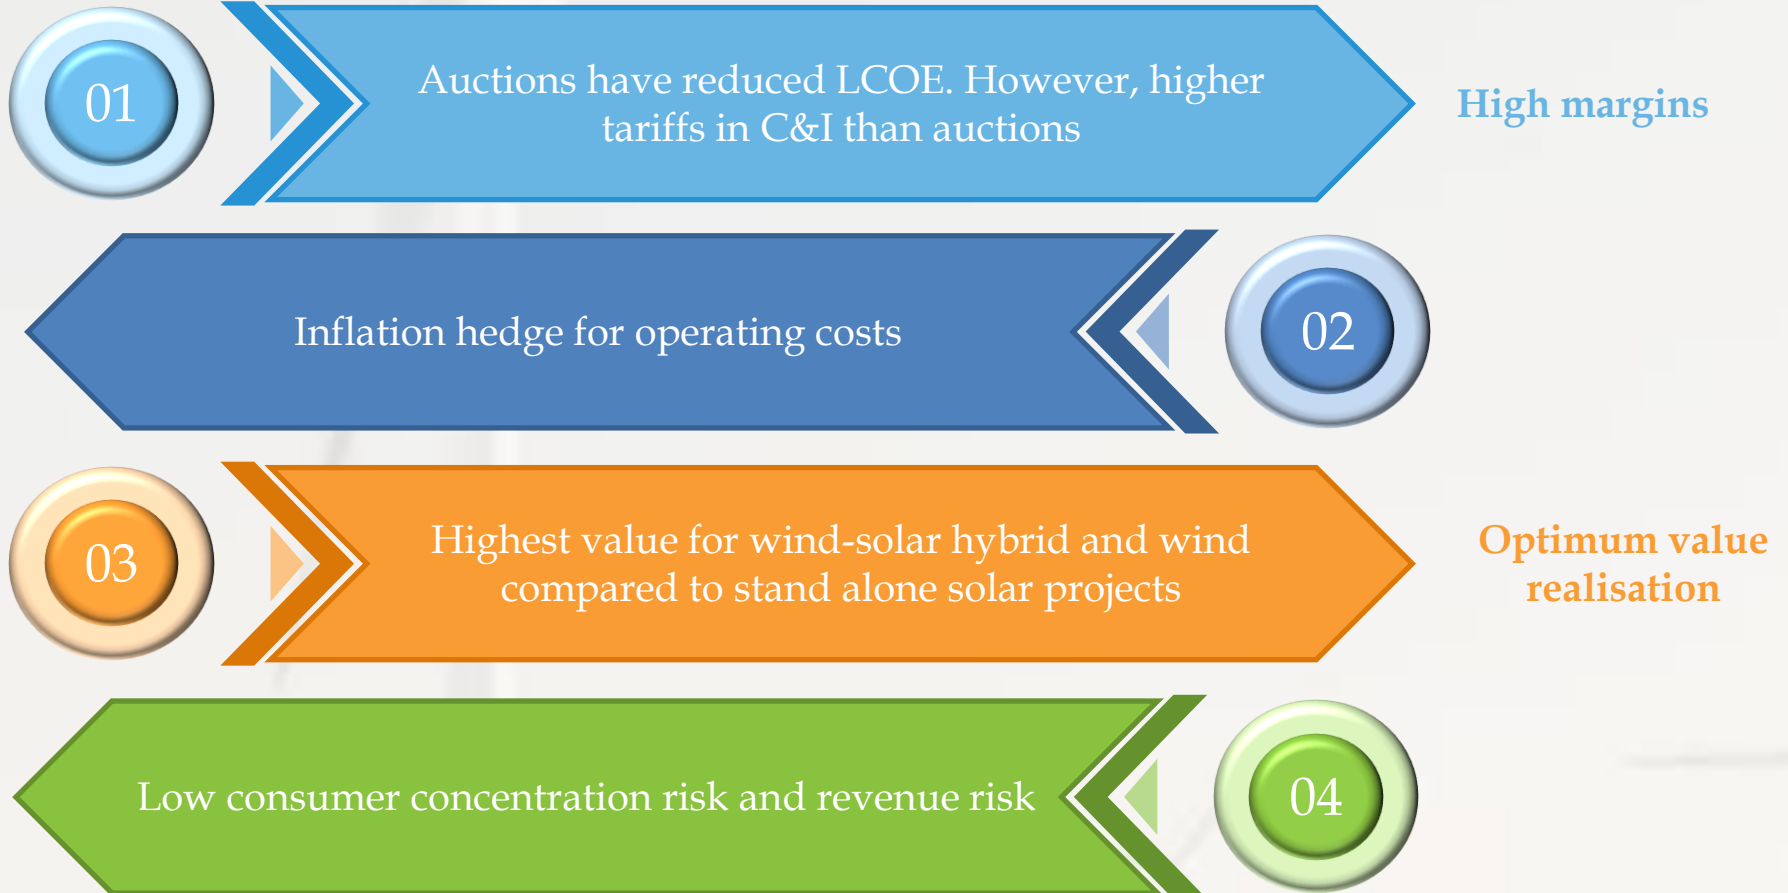 01
Auctions have reduced LCOE. However, higher
tariffs in C&I than auctions
High margins
Inflation hedge for operating costs
02
03
Highest value for wind-solar hybrid and wind
compared to stand alone solar projects
Optimum value
realisation
Low consumer concentration risk and revenue risk
04